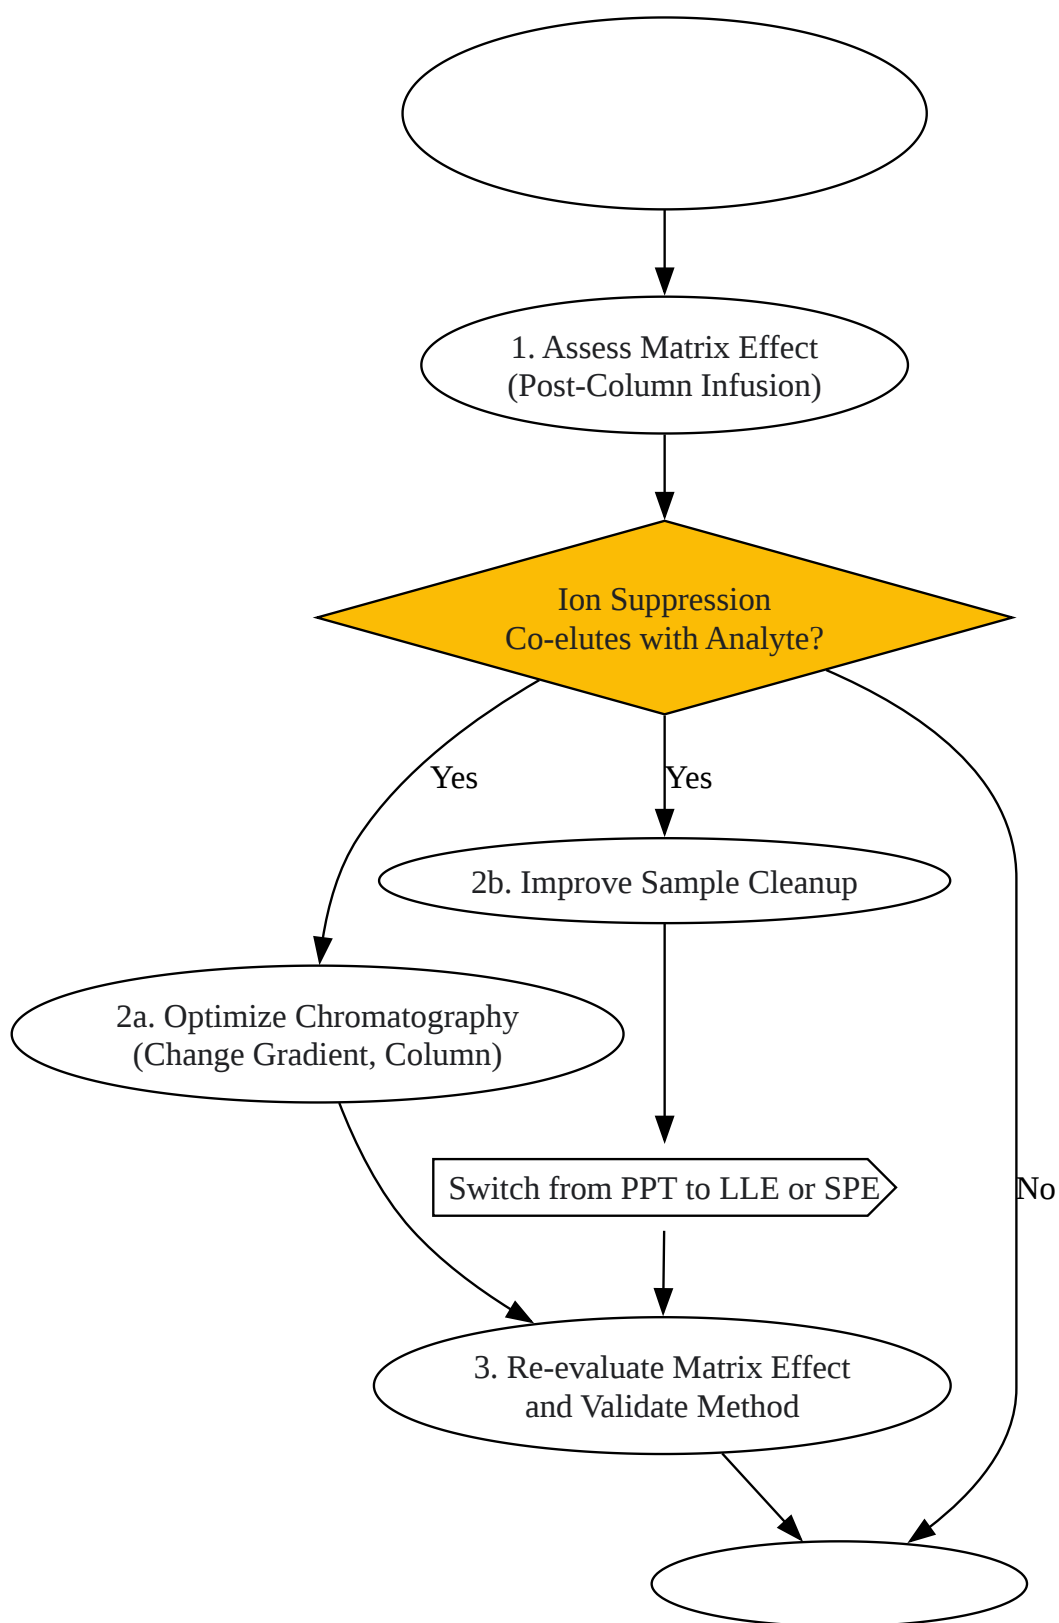 1. Assess Matrix Effect
(Post-Column Infusion)
Ion Suppression
Co-elutes with Analyte?
Yes
Yes
2b. Improve Sample Cleanup
2a. Optimize Chromatography
(Change Gradient, Column)
Switch from PPT to LLE or SPE
No
3. Re-evaluate Matrix Effect
and Validate Method